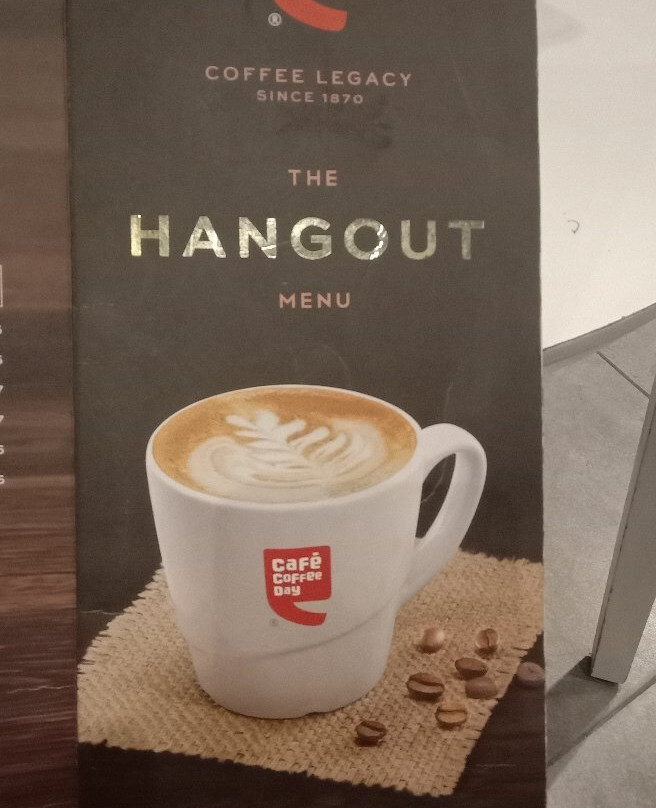 ®
COFFEE LEGACY
SINCE 1870
THE
HANGOUT
MENU
Café
Coffee
Day
®